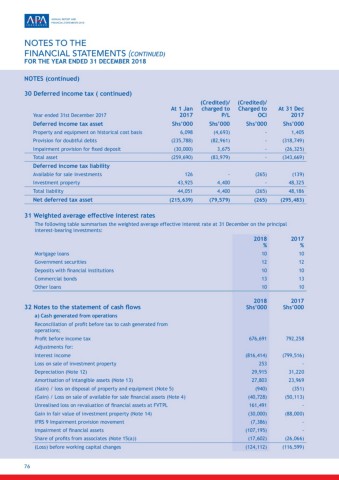 APA
ANNUAL REPORT AND
FINANCIAL STATEMENTS 2018
NOTES TO THE
FINANCIAL STATEMENTS (CONTINUED)
FOR THE YEAR ENDED 31 DECEMBER 2018
NOTES (continued)
30 Deferred income tax ( continued)
(Credited)/ (Credited)/
At 1 Jan charged to Charged to At 31 Dec
Year ended 31st December 2017 2017 P/L OCI 2017
Deferred income tax asset Shs'000 Shs'000 Shs'000 Shs'000
Property and equipment on historical cost basis 6,098 (4,693) - 1,405
Provision for doubtful debts (235,788) (82,961) - (318,749)
Impairment provision for fixed deposit (30,000) 3,675 - (26,325)
Total asset (259,690) (83,979) - (343,669)
Deferred income tax liability
Available for sale investments 126 - (265) (139)
Investment property 43,925 4,400 48,325
Total liability 44,051 4,400 (265) 48,186
Net deferred tax asset (215,639) (79,579) (265) (295,483)
31 Weighted average effective interest rates
The following table summarises the weighted average effective interest rate at 31 December on the principal
interest-bearing investments:
2018 2017
% %
Mortgage loans 10 10
Government securities 12 12
Deposits with financial institutions 10 10
Commercial bonds 13 13
Other loans 10 10
2018 2017
32 Notes to the statement of cash flows Shs'000 Shs'000
a) Cash generated from operations
Reconciliation of profit before tax to cash generated from
operations.
Profit before income tax 676,691 792,258
Adjustments for:
Interest income (816,414) (799,516)
Loss on sale of investment property 253 -
Depreciation (Note 12) 29,915 31,220
Amortisation of intangible assets (Note 13) 27,803 23,969
(Gain) / loss on disposal of property and equipment (Note 5) (940) (351)
(Gain) / Loss on sale of available for sale financial assets (Note 4) (40,728) (50,113)
Unrealised loss on revaluation of financial assets at FVTPL 161,491 -
Gain in fair value of investment property (Note 14) (30,000) (88,000)
IFRS 9 Impairment provision movement (7,386) -
Impairment of financial assets (107,195) -
Share of profits from associates (Note 15(a)) (17,602) (26,066)
(Loss) before working capital charges (124,112) (116,599)
76